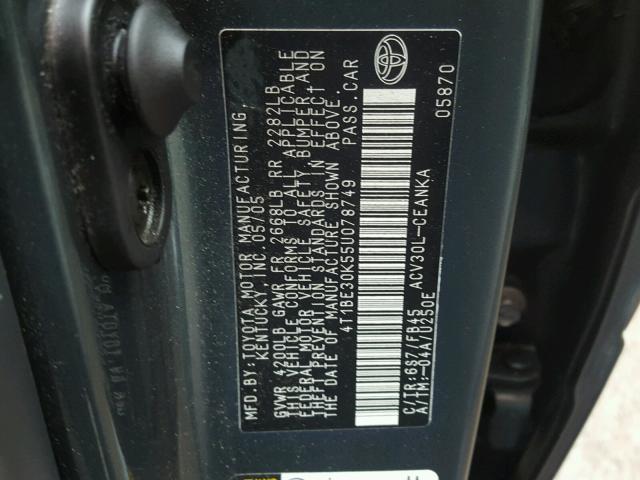 MFD.BY:TOYOTA MOTOR MANUFACTURING,
KENTUCKY, INC. 05/05
GVWR 4200LB GAWR FR 2668LB RR 2282LB
THIS VEHICLE CONFORMS TO ALL APPLICABLE
FEDERAL MOTOR VEHICLE SAFETY, BUMPER, AND
THEFT PREVENTION STANDARDS IN EFFECT ON
THE DATE OF MANUFACTURE SHOWN ABOVE.
4T1BE30K55U078749 PASS.CAR
C/TR:6S7/FB45 ACV30L-CEANKA
A/TM:-04A/U250E 05870